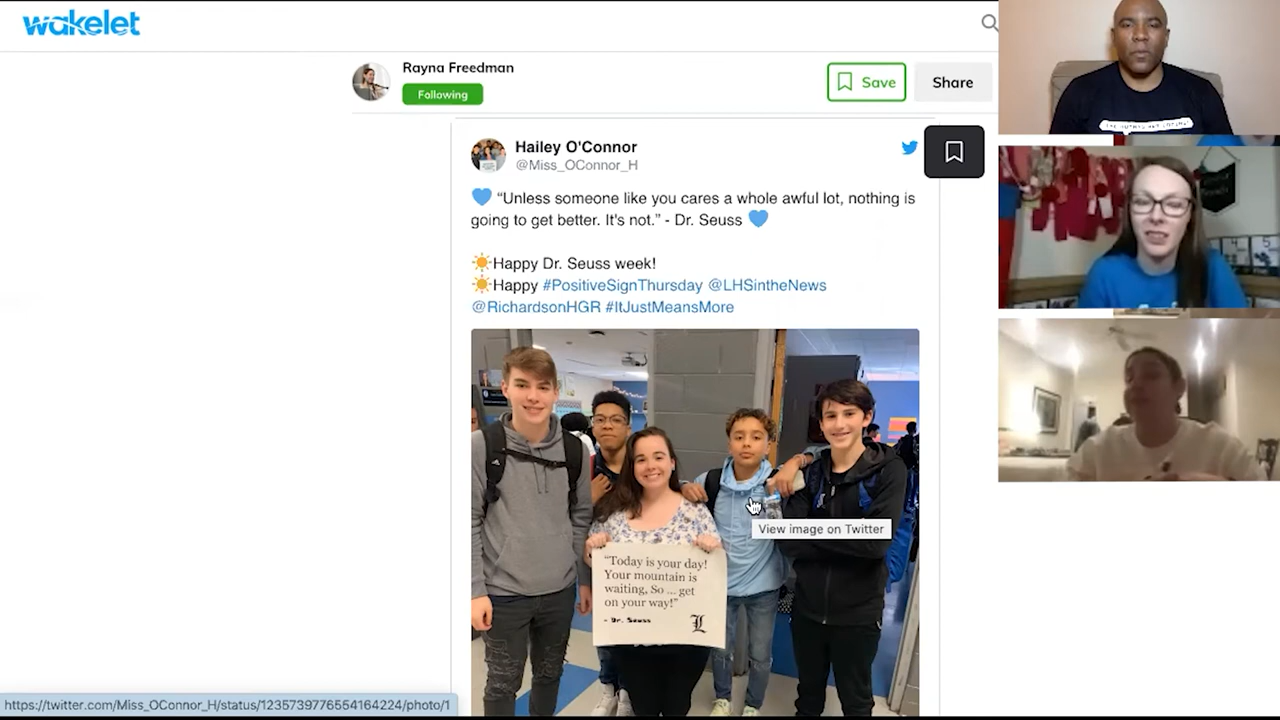 wakelet
Rayna Freedman
Following
Save
Share
Hailey O'Connor
@Miss_OConnor_H
💙 “Unless someone like you cares a whole awful lot, nothing is
going to get better. It's not.” - Dr. Seuss 💙
☀️Happy Dr. Seuss week!
☀️Happy #PositiveSignThursday @LHSintheNews
@RichardsonHGR #ItJustMeansMore
View image on Twitter
“Today is your day!
Your mountain is
waiting, So ... get
on your way!”
- Dr. Seuss
L
https://twitter.com/Miss_OConnor_H/status/1235739776554164224/photo/1